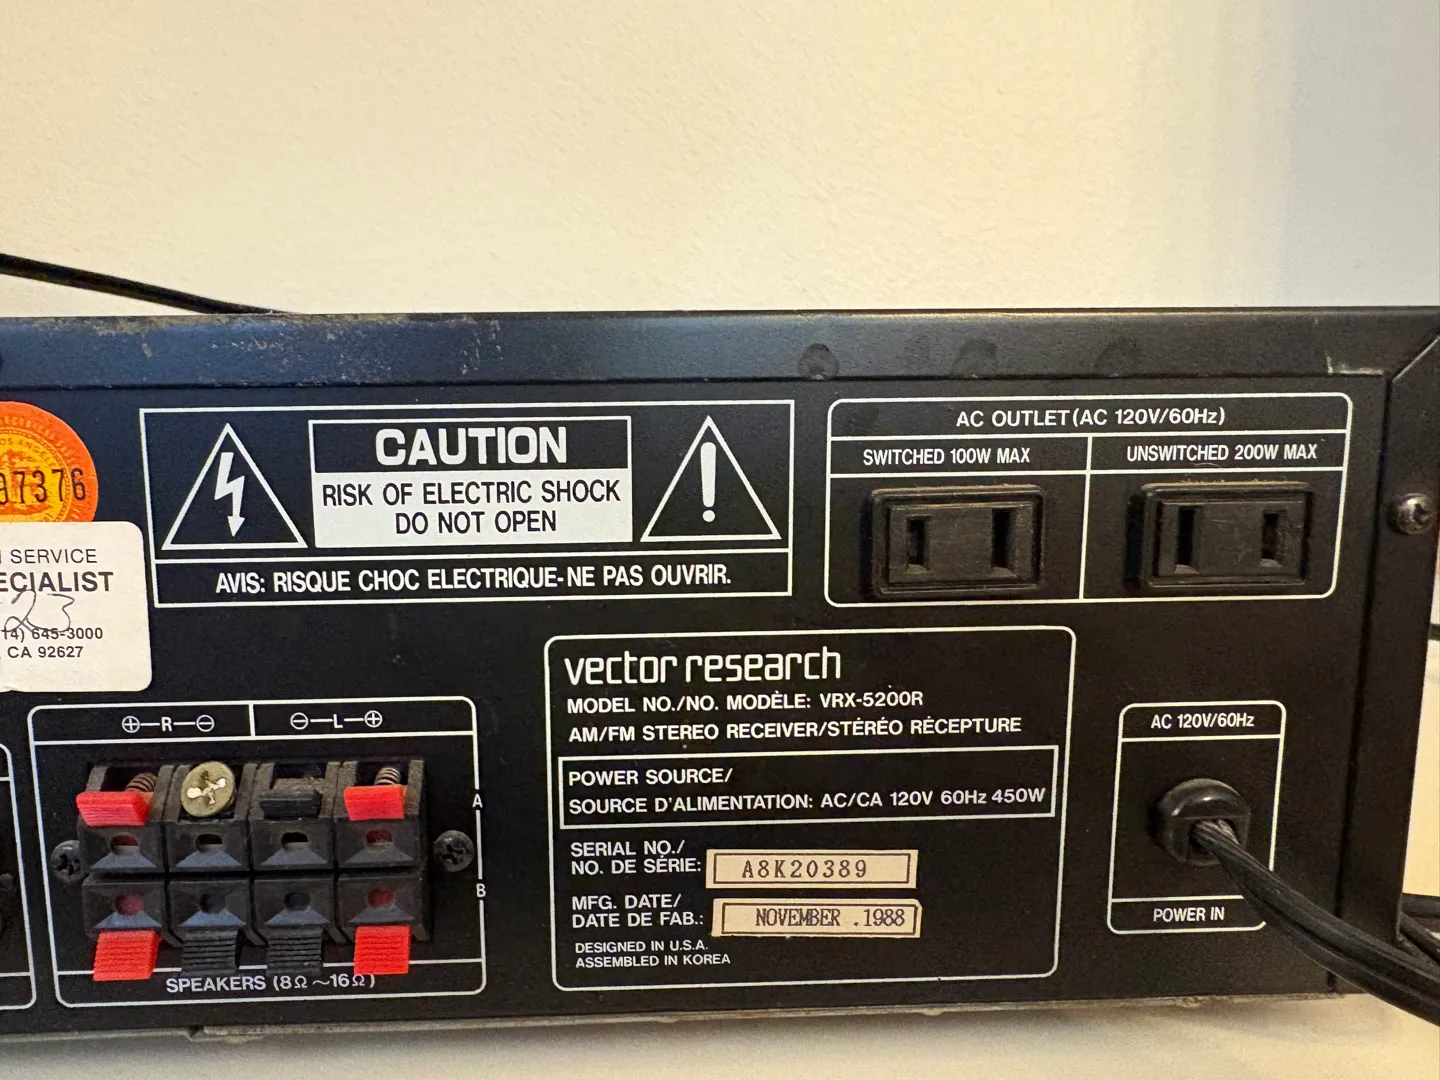 97376
SERVICE
ECIALIST
23
14) 645-3000
, CA 92627
CAUTION
RISK OF ELECTRIC SHOCK
DO NOT OPEN
AVIS: RISQUE CHOC ELECTRIQUE-NE PAS OUVRIR.
AC OUTLET (AC 120V/60Hz)
SWITCHED 100W MAX
UNSWITCHED 200W MAX
⊕—R—⊖
⊖—L—⊕
A
B
SPEAKERS (8Ω～16Ω)
vector research
MODEL NO./NO. MODÈLE: VRX-5200R
AM/FM STEREO RECEIVER/STÉRÉO RÉCEPTURE
POWER SOURCE/
SOURCE D'ALIMENTATION: AC/CA 120V 60Hz 450W
SERIAL NO./
NO. DE SÉRIE: A8K20389
MFG. DATE/
DATE DE FAB.: NOVEMBER .1988
DESIGNED IN U.S.A.
ASSEMBLED IN KOREA
AC 120V/60Hz
POWER IN